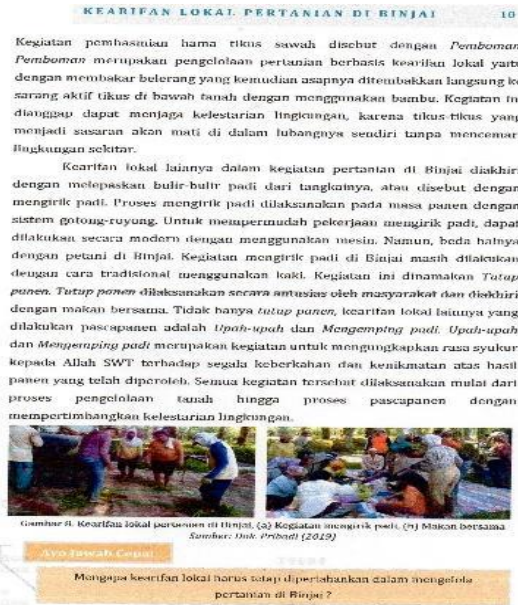 KEARIFAN LOKAL PERTANIAN DI BINJAI 10
Kegiatan pembasmian hama tikus sawah disebut dengan Pemboman
Pemboman merupakan pengelolaan pertanian berbasis kearifan lokal yaitu
dengan membakar belerang yang kemudian asapnya ditembakkan langsung ke
sarang aktif tikus di bawah tanah dengan menggunakan bambu. Kegiatan in
dianggap dapat menjaga kelestarian lingkungan, karena tikus-tikus yang
menjadi sasaran akan mati di dalam lubangnya sendiri tanpa mencemar
lingkungan sekitar.
Kearifan lokal lainnya dalam kegiatan pertanian di Binjai diakhir
dengan melepaskan bulir-bulir padi dari tangkainya, atau disebut dengan
mengirik padi. Proses mengirik padi dilaksanakan pada masa panen dengan
sistem gotong-royong. Untuk mempermudah pekerjaan mengirik padi, dapat
dilakukan secara modern dengan menggunakan mesin. Namun, beda halnya
dengan petani di Binjai. Kegiatan mengirik padi di Binjai masih dilakukan
dengan cara tradisional menggunakan kaki. Kegiatan ini dinamakan Tutup
panen. Tutup panen dilaksanakan secara antusias oleh masyarakat dan diakhiri
dengan makan bersama. Tidak hanya tutup panen, kearifan lokal lainnya yang
dilakukan pascapanen adalah Upah-upah dan Mengemping padi. Upah-upah
dan Mengemping padi merupakan kegiatan untuk mengungkapkan rasa syukur
kepada Allah SWT terhadap segala keberkahan dan kenikmatan atas hasil
panen yang telah diperoleh. Semua kegiatan tersebut dilaksanakan mulai dari
proses pengelolaan tanah hingga proses pascapanen dengan
mempertimbangkan kelestarian lingkungan.
Gambar 8. Kearifan lokal pertanian di Binjai, (a) Kegiatan mengirik padi, (b) Makan bersama
Sumber: Dok. Pribadi (2019)
Ayo Jawab Cepat
Mengapa kearifan lokal harus tetap dipertahankan dalam mengelola
pertanian di Binjai ?